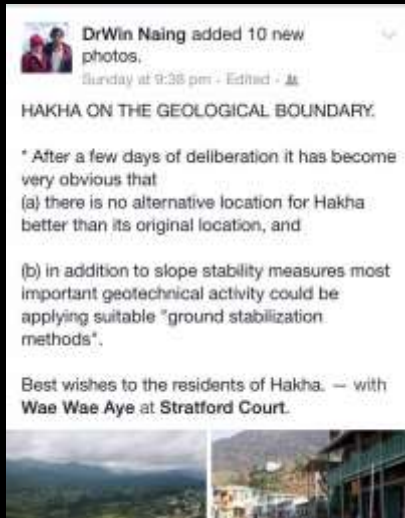 DrWin Naing added 10 new
photos.
Sunday at 9:38 pm - Edited -
HAKHA ON THE GEOLOGICAL BOUNDARY.
* After a few days of deliberation it has become
very obvious that
(a) there is no alternative location for Hakha
better than its original location, and
(b) in addition to slope stability measures most
important geotechnical activity could be
applying suitable "ground stabilization
methods".
Best wishes to the residents of Hakha. — with
Wae Wae Aye at Stratford Court.